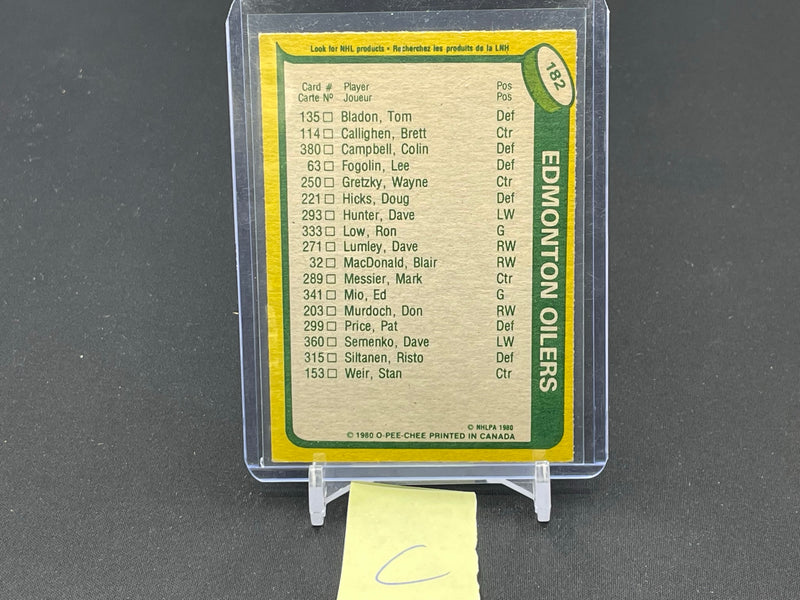 Look for NHL products • Recherchez les produits de la LNH
182
Card # Player Pos
Carte Nº Joueur Pos
135 □ Bladon, Tom Def
114 □ Callighen, Brett Ctr
380 □ Campbell, Colin Def
63 □ Fogolin, Lee Def
250 □ Gretzky, Wayne Ctr
221 □ Hicks, Doug Def
293 □ Hunter, Dave LW
333 □ Low, Ron G
271 □ Lumley, Dave RW
32 □ MacDonald, Blair RW
289 □ Messier, Mark Ctr
341 □ Mio, Ed G
203 □ Murdoch, Don RW
299 □ Price, Pat Def
360 □ Semenko, Dave LW
315 □ Siltanen, Risto Def
153 □ Weir, Stan Ctr
EDMONTON OILERS
© NHLPA 1980
© 1980 O-PEE-CHEE PRINTED IN CANADA
C